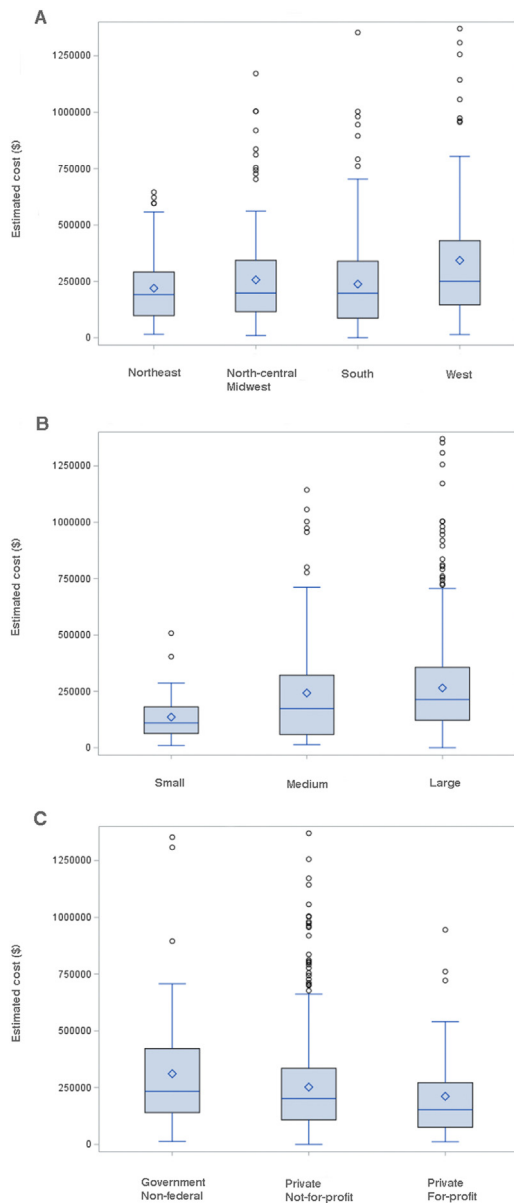 A
Estimated cost ($)
1250000
1000000
750000
500000
250000
0
Northeast
North-central
Midwest
South
West
B
Estimated cost ($)
1250000
1000000
750000
500000
250000
0
Small
Medium
Large
C
Estimated cost ($)
1250000
1000000
750000
500000
250000
0
Government
Non-federal
Private
Not-for-profit
Private
For-profit